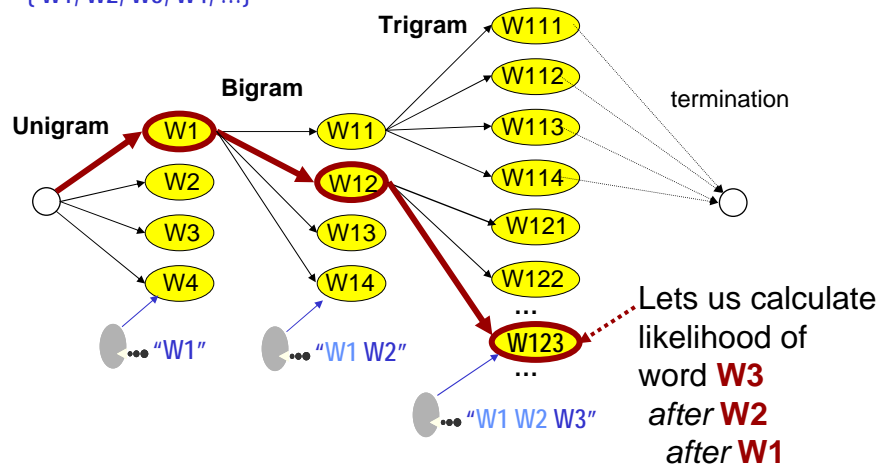 Trigram
W111
W112
termination
Bigram
Unigram
W1
W11
W113
W2
W12
W114
W3
W13
W121
W4
W14
W122
...
Lets us calculate
likelihood of
word W3
after W2
after W1
W123
...
"W1"
"W1 W2"
"W1 W2 W3"